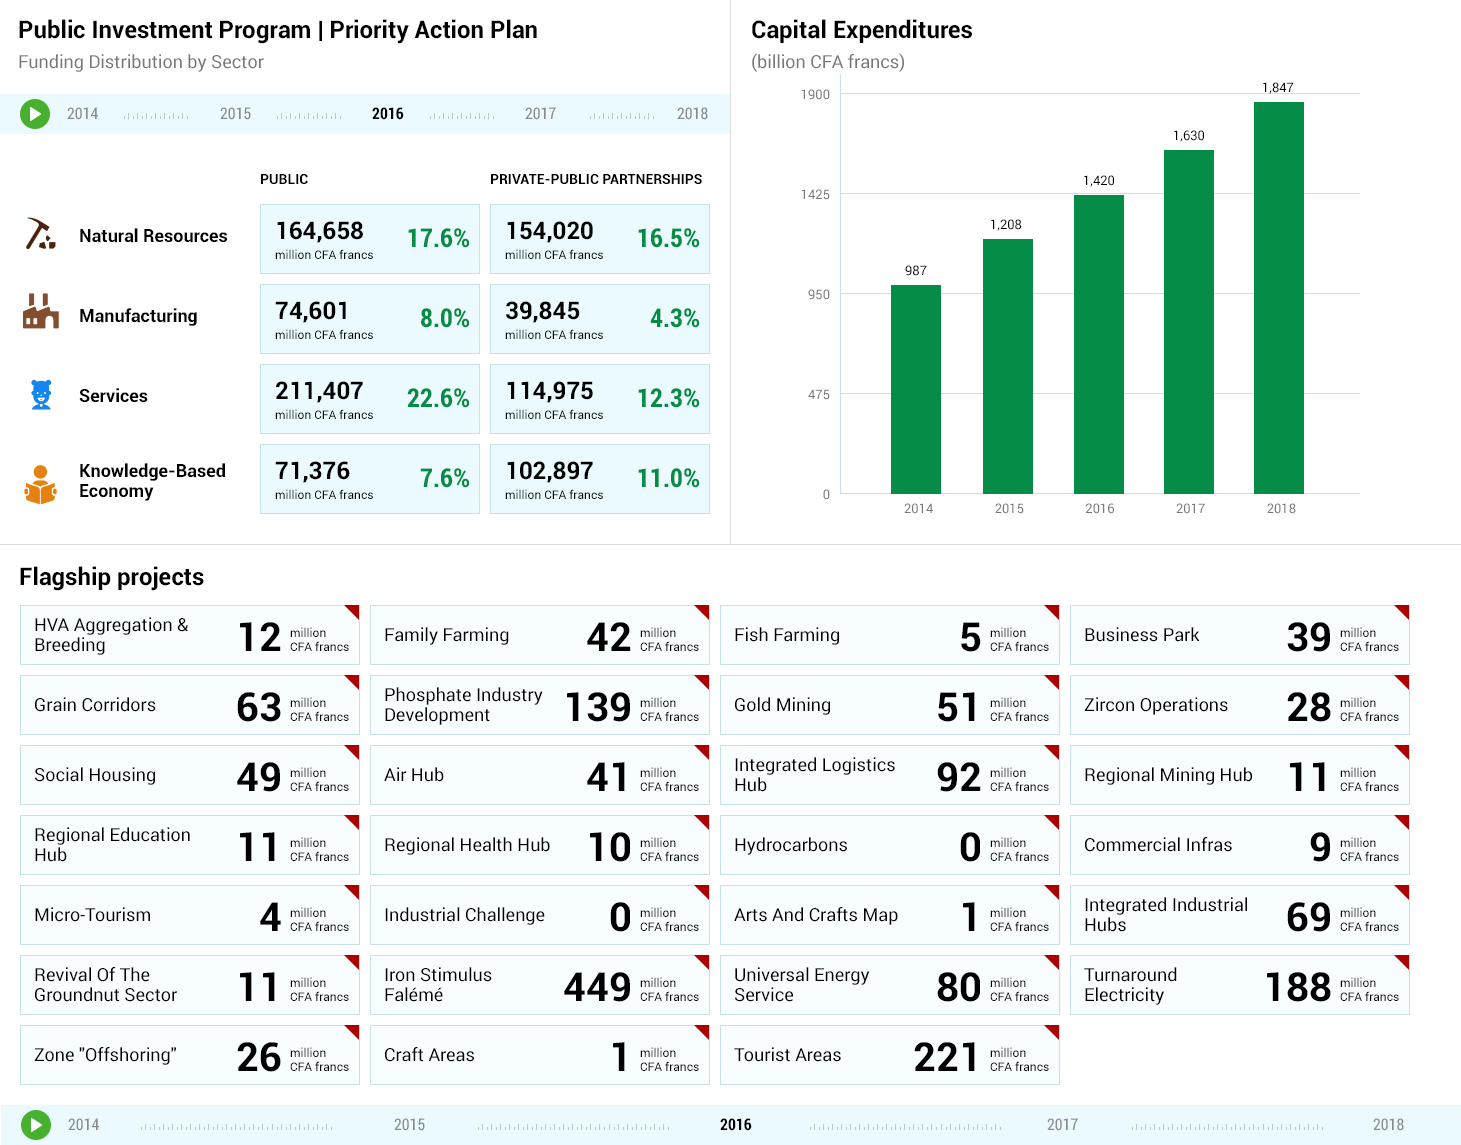 Public Investment Program | Priority Action Plan
Funding Distribution by Sector
2014 2015 2016 2017 2018
PUBLIC PRIVATE-PUBLIC PARTNERSHIPS
Natural Resources
164,658
million CFA francs
17.6%
154,020
million CFA francs
16.5%
Manufacturing
74,601
million CFA francs
8.0%
39,845
million CFA francs
4.3%
Services
211,407
million CFA francs
22.6%
114,975
million CFA francs
12.3%
Knowledge-Based
Economy
71,376
million CFA francs
7.6%
102,897
million CFA francs
11.0%
Capital Expenditures
(billion CFA francs)
1900
1425
950
475
0
987
1,208
1,420
1,630
1,847
2014 2015 2016 2017 2018
Flagship projects
HVA Aggregation &
Breeding
12
million
CFA francs
Family Farming
42
million
CFA francs
Fish Farming
5
million
CFA francs
Business Park
39
million
CFA francs
Grain Corridors
63
million
CFA francs
Phosphate Industry
Development
139
million
CFA francs
Gold Mining
51
million
CFA francs
Zircon Operations
28
million
CFA francs
Social Housing
49
million
CFA francs
Air Hub
41
million
CFA francs
Integrated Logistics
Hub
92
million
CFA francs
Regional Mining Hub
11
million
CFA francs
Regional Education
Hub
11
million
CFA francs
Regional Health Hub
10
million
CFA francs
Hydrocarbons
0
million
CFA francs
Commercial Infras
9
million
CFA francs
Micro-Tourism
4
million
CFA francs
Industrial Challenge
0
million
CFA francs
Arts And Crafts Map
1
million
CFA francs
Integrated Industrial
Hubs
69
million
CFA francs
Revival Of The
Groundnut Sector
11
million
CFA francs
Iron Stimulus
Falémé
449
million
CFA francs
Universal Energy
Service
80
million
CFA francs
Turnaround
Electricity
188
million
CFA francs
Zone "Offshoring"
26
million
CFA francs
Craft Areas
1
million
CFA francs
Tourist Areas
221
million
CFA francs
2014 2015 2016 2017 2018